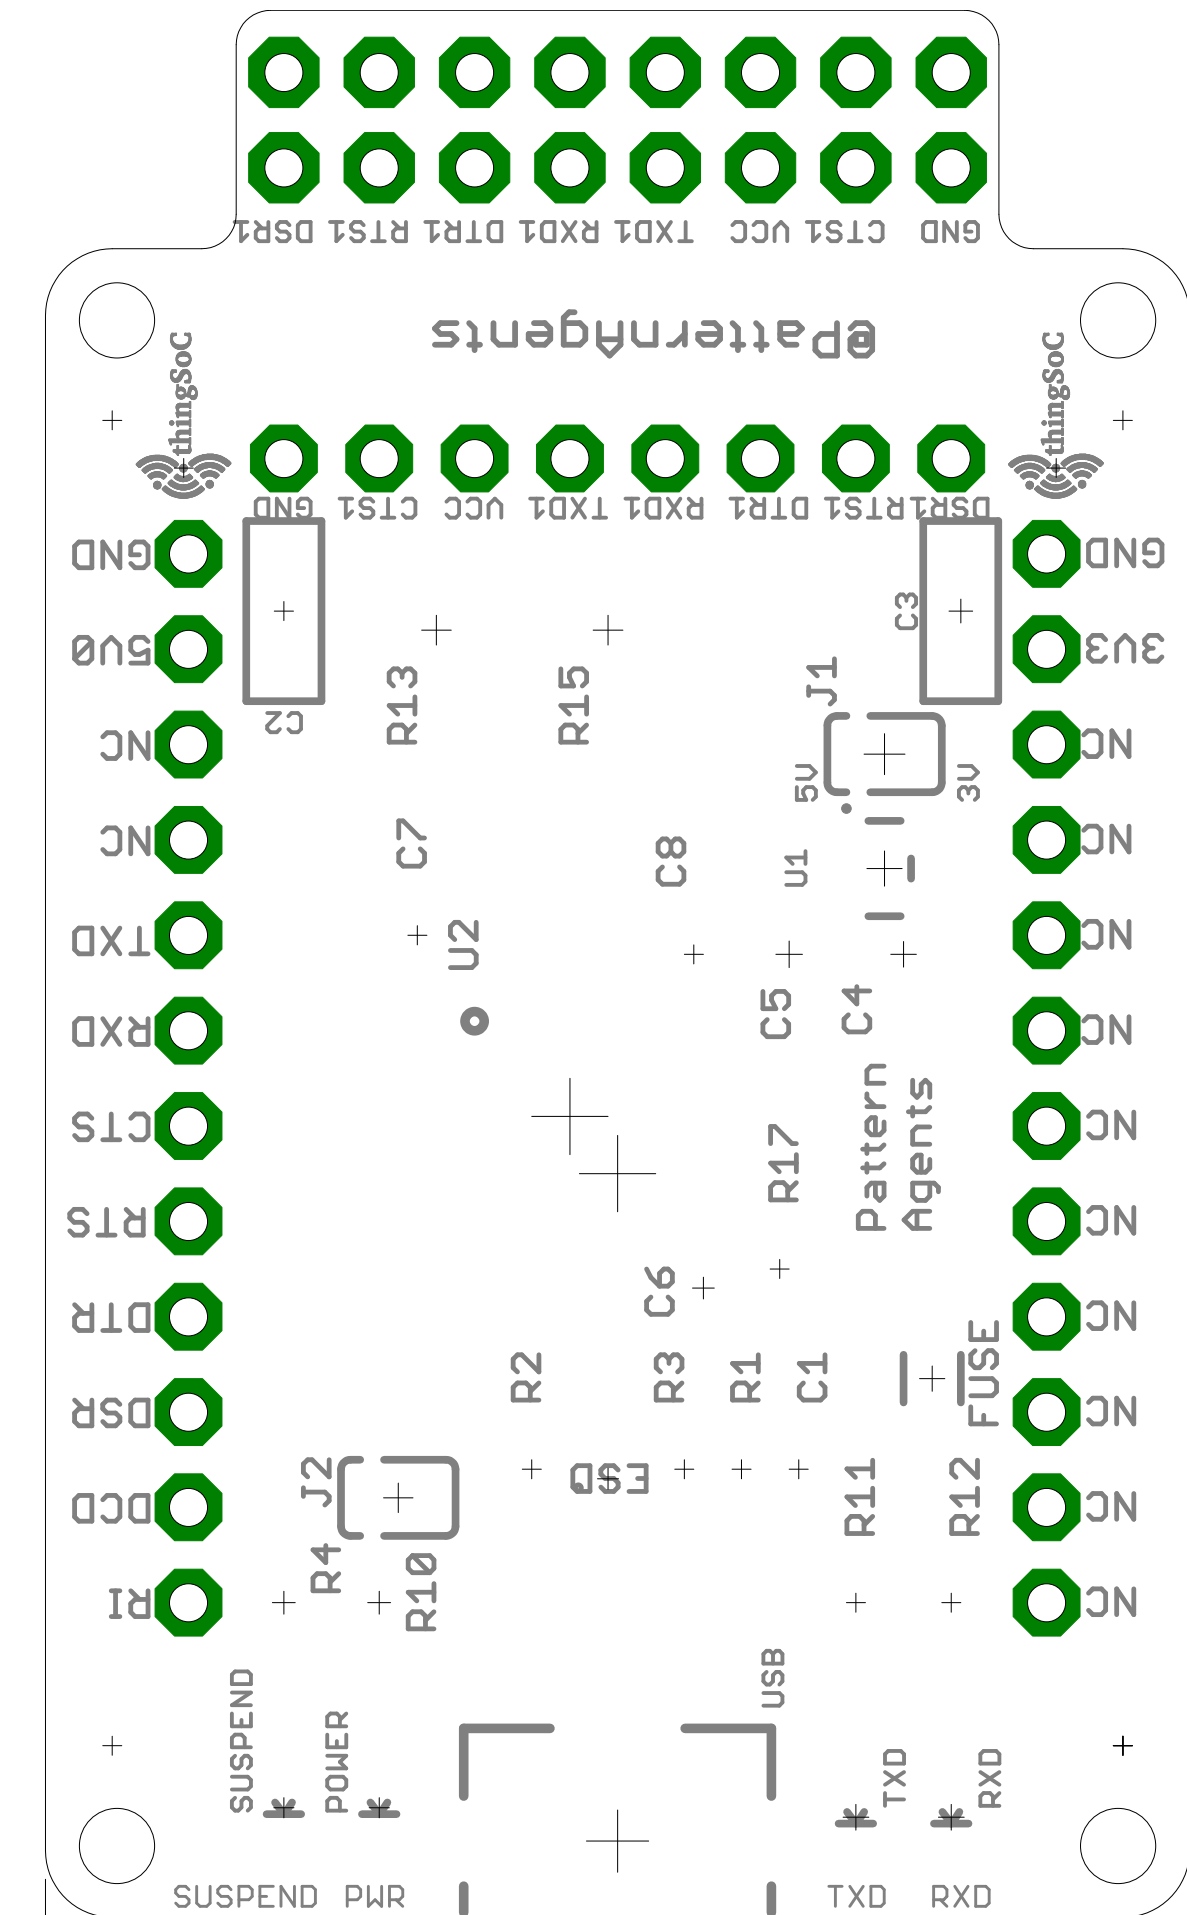 DSR1 RTS1 DTR1 RXD1 TXD1 VCC CTS1 GND
@PatternAgents
thingSoC
thingSoC
GND CTS1 VCC TXD1 RXD1 DTR1 RTS1 DSR1
GND
GND
C3
5V0
3V3
J1
R13
R15
C2
NC
NC
5V
3V
C7
C8
U1
NC
NC
U2
TXD
NC
C5
C4
RXD
NC
Pattern
Agents
CTS
NC
R17
RTS
NC
C6
DTR
NC
FUSE
R2
R3
R1
C1
DSR
NC
J2
ESD
R11
R12
DCD
NC
R4
R10
RI
NC
USB
SUSPEND
POWER
TXD
RXD
SUSPEND PWR
TXD RXD